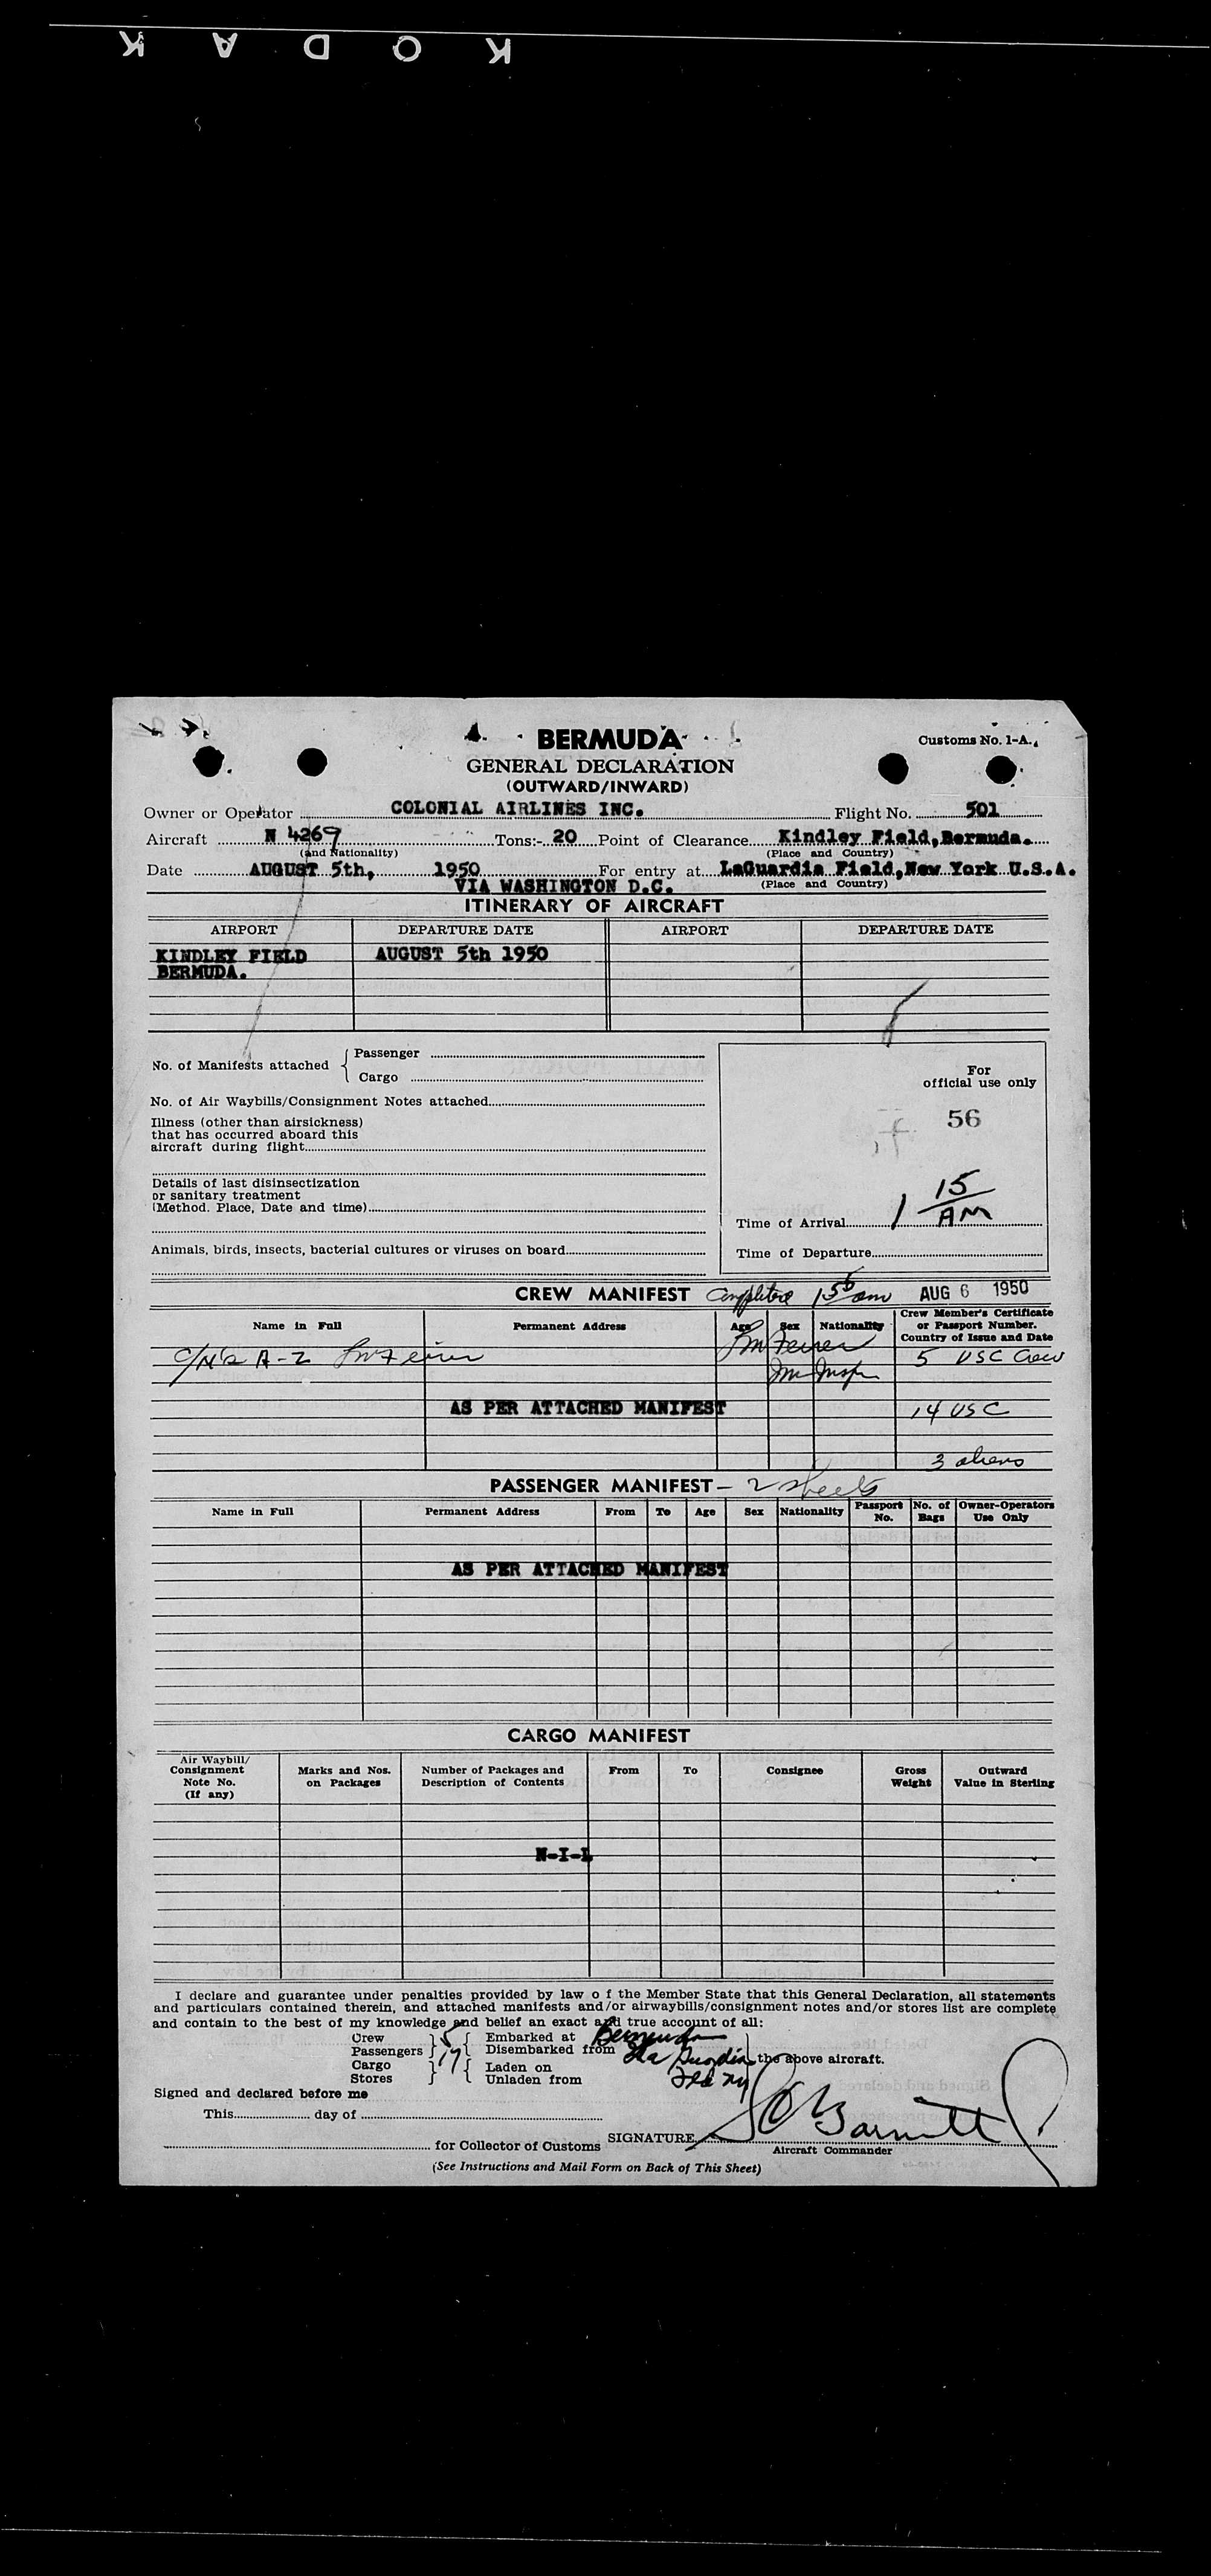 KODAK
BERMUDA
Customs No. 1-A.
GENERAL DECLARATION
(OUTWARD/INWARD)
Owner or Operator COLONIAL AIRLINES INC. Flight No. 501
Aircraft N 4269 Tons:- 20 Point of Clearance Kindley Field,Bermuda.
(and Nationality) (Place and Country)
Date AUGUST 5th, 1950 For entry at LaGuardia Field,New York U.S.A.
VIA WASHINGTON D.C. (Place and Country)
ITINERARY OF AIRCRAFT
AIRPORT DEPARTURE DATE AIRPORT DEPARTURE DATE
KINDLEY FIELD AUGUST 5th 1950
BERMUDA.
No. of Manifests attached { Passenger
Cargo
For
official use only
No. of Air Waybills/Consignment Notes attached
56
Illness (other than airsickness)
that has occurred aboard this
aircraft during flight
Details of last disinsectization
or sanitary treatment
(Method. Place, Date and time)
Time of Arrival 1 15 AM
Animals, birds, insects, bacterial cultures or viruses on board
Time of Departure
CREW MANIFEST 1 55 am AUG 6 1950
Name in Full Permanent Address Age Sex Nationality Crew Member's Certificate
or Passport Number.
Country of Issue and Date
A-Z 5 USC Crew
AS PER ATTACHED MANIFEST 14 USC
3 aliens
PASSENGER MANIFEST - 2 sheets
Name in Full Permanent Address From To Age Sex Nationality Passport No. No. of Bags Owner-Operators Use Only
AS PER ATTACHED MANIFEST
CARGO MANIFEST
Air Waybill/ Consignment Note No. (If any) Marks and Nos. on Packages Number of Packages and Description of Contents From To Consignee Gross Weight Outward Value in Sterling
N-I-L
I declare and guarantee under penalties provided by law o f the Member State that this General Declaration, all statements
and particulars contained therein, and attached manifests and/or airwaybills/consignment notes and/or stores list are complete
and contain to the best of my knowledge and belief an exact and true account of all:
Crew } 5 { Embarked at Bermuda
Passengers } 17 { Disembarked from La Guardia the above aircraft.
Cargo } { Laden on Fld NY
Stores } { Unladen from
Signed and declared before me
This day of
SIGNATURE
for Collector of Customs
Aircraft Commander
(See Instructions and Mail Form on Back of This Sheet)